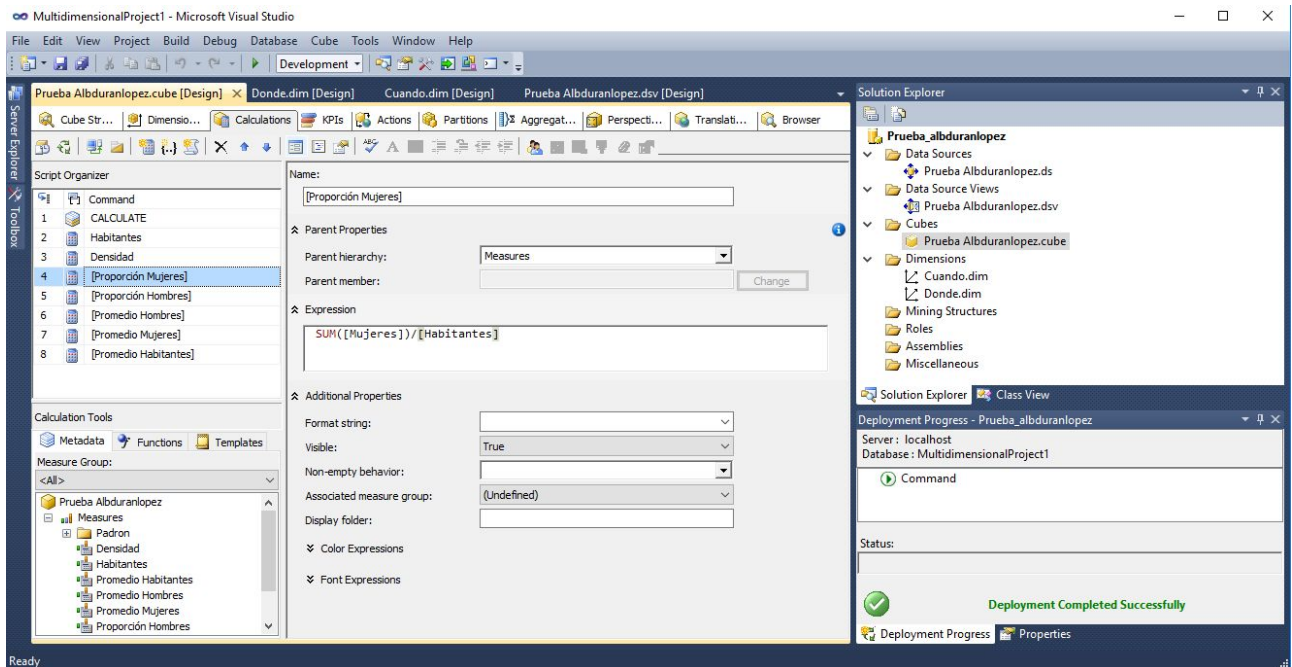 MultidimensionalProject1 - Microsoft Visual Studio
File Edit View Project Build Debug Database Cube Tools Window Help
Development
Server Explorer
Toolbox
Prueba Albduranlopez.cube [Design] Donde.dim [Design] Cuando.dim [Design] Prueba Albduranlopez.dsv [Design]
Cube Str... Dimensio... Calculations KPIs Actions Partitions Aggregat... Perspecti... Translati... Browser
Script Organizer
Command
1 CALCULATE
2 Habitantes
3 Densidad
4 [Proporción Mujeres]
5 [Proporción Hombres]
6 [Promedio Hombres]
7 [Promedio Mujeres]
8 [Promedio Habitantes]
Calculation Tools
Metadata Functions Templates
Measure Group:
<All>
Prueba Albduranlopez
Measures
Padron
Densidad
Habitantes
Promedio Habitantes
Promedio Hombres
Promedio Mujeres
Proporción Hombres
Name:
[Proporción Mujeres]
Parent Properties
Parent hierarchy: Measures
Parent member: Change
Expression
SUM([Mujeres])/[Habitantes]
Additional Properties
Format string:
Visible: True
Non-empty behavior:
Associated measure group: (Undefined)
Display folder:
Color Expressions
Font Expressions
Solution Explorer
Prueba_albduranlopez
Data Sources
Prueba Albduranlopez.ds
Data Source Views
Prueba Albduranlopez.dsv
Cubes
Prueba Albduranlopez.cube
Dimensions
Cuando.dim
Donde.dim
Mining Structures
Roles
Assemblies
Miscellaneous
Solution Explorer Class View
Deployment Progress - Prueba_albduranlopez
Server : localhost
Database : MultidimensionalProject1
Command
Status:
Deployment Completed Successfully
Deployment Progress Properties
Ready